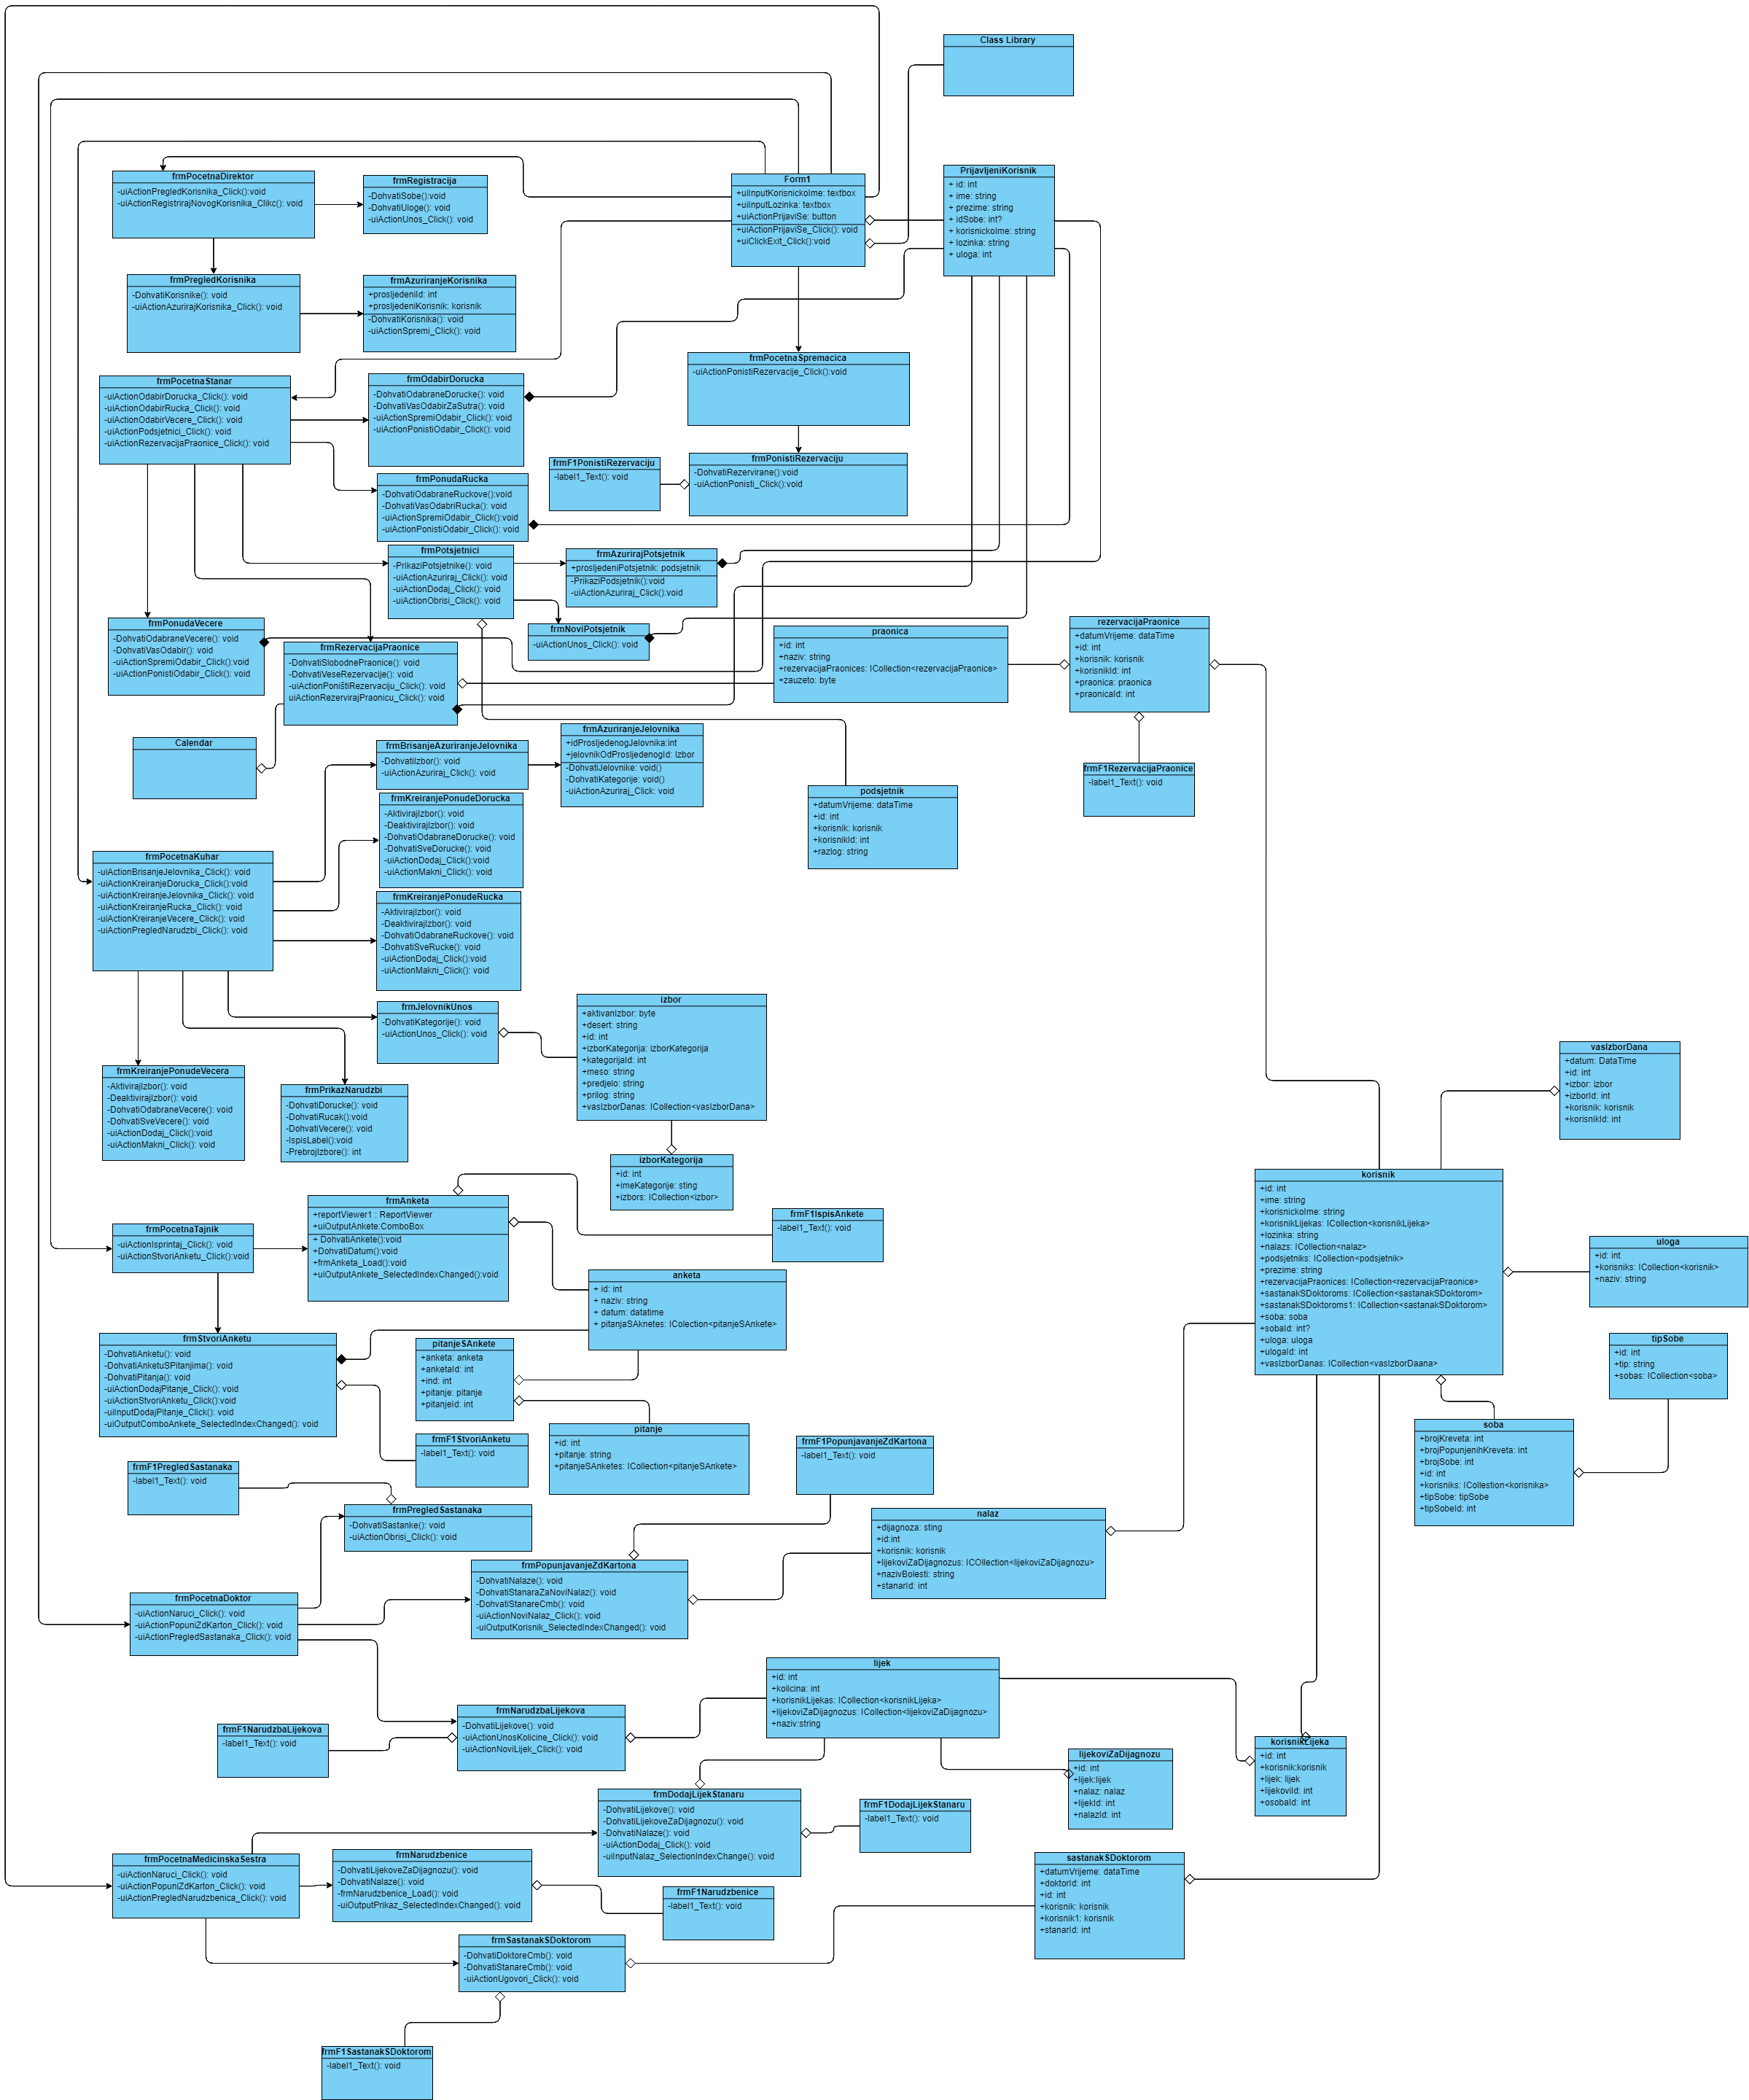 Class Library
Form1
+uiInputKorisnickoIme: textbox
+uiInputLozinka: textbox
+uiActionPrijaviSe: button
+uiActionPrijaviSe_Click(): void
+uiClickExit_Click():void
PrijavljeniKorisnik
+ id: int
+ ime: string
+ prezime: string
+ idSobe: int?
+ korisnickoIme: string
+ lozinka: string
+ uloga: int
frmPocetnaDirektor
-uiActionPregledKorisnika_Click():void
-uiActionRegistrirajNovogKorisnika_Clikc(): void
frmRegistracija
-DohvatiSobe():void
-DohvatiUloge(): void
-uiActionUnos_Click(): void
frmPregledKorisnika
-DohvatiKorisnike(): void
-uiActionAzurirajKorisnika_Click(): void
frmAzuriranjeKorisnika
+prosljedeniId: int
+prosljedeniKorisnik: korisnik
-DohvatiKorisnika(): void
-uiActionSpremi_Click(): void
frmPocetnaSpremacica
-uiActionPonistiRezervacije_Click():void
frmPocetnaStanar
-uiActionOdabirDorucka_Click(): void
-uiActionOdabirRucka_Click(): void
-uiActionOdabirVecere_Click(): void
-uiActionPodsjetnici_Click(): void
-uiActionRezervacijaPraonice_Click(): void
frmOdabirDorucka
-DohvatiOdabraneDorucke(): void
-DohvatiVasOdabirZaSutra(): void
-uiActionSpremiOdabir_Click(): void
-uiActionPonistiOdabir_Click(): void
frmF1PonistiRezervaciju
-label1_Text(): void
frmPonistiRezervaciju
-DohvatiRezervirane():void
-uiActionPonisti_Click():void
frmPonudaRucka
-DohvatiOdabraneRuckove():void
-DohvatiVasOdabriRucka(): void
-uiActionSpremiOdabir_Click():void
-uiActionPonistiOdabir_Click(): void
frmPotsjetnici
-PrikaziPotsjetnike(): void
-uiActionAzuriraj_Click(): void
-uiActionDodaj_Click(): void
-uiActionObrisi_Click(): void
frmAzurirajPotsjetnik
+prosljedeniPotsjetnik: podsjetnik
-PrikaziPodsjetnik():void
-uiActionAzuriraj_Click():void
frmNoviPotsjetnik
-uiActionUnos_Click(): void
frmPonudaVecere
-DohvatiOdabraneVecere(): void
-DohvatiVasOdabir(): void
-uiActionSpremiOdabir_Click():void
-uiActionPonistiOdabir_Click(): void
frmRezervacijaPraonice
-DohvatiSlobodnePraonice(): void
-DohvatiVeseRezervacije(): void
-uiActionPoništiRezervaciju_Click(): void
uiActionRezervirajPraonicu_Click(): void
praonica
+id: int
+naziv: string
+rezervacijaPraonices: ICollection<rezervacijaPraonice>
+zauzeto: byte
rezervacijaPraonice
+datumVrijeme: dataTime
+id: int
+korisnik: korisnik
+korisnikId: int
+praonica: praonica
+praonicaId: int
Calendar
frmBrisanjeAzuriranjeJelovnika
-DohvatiIzbor(): void
-uiActionAzuriraj_Click(): void
frmAzuriranjeJelovnika
+idProsljedenogJelovnika:int
+jelovnikOdProsljedenogId: Izbor
-DohvatiJelovnike: void()
-DohvatiKategorije: void()
-uiActionAzuriraj_Click: void
frmF1RezervacijaPraonice
-label1_Text(): void
podsjetnik
+datumVrijeme: dataTime
+id: int
+korisnik: korisnik
+korisnikId: int
+razlog: string
frmKreiranjePonudeDorucka
-AktivirajIzbor(): void
-DeaktivirajIzbor(): void
-DohvatiOdabraneDorucke(): void
-DohvatiSveDorucke(): void
-uiActionDodaj_Click():void
-uiActionMakni_Click(): void
frmPocetnaKuhar
-uiActionBrisanjeJelovnika_Click(): void
-uiActionKreiranjeDorucka_Click():void
-uiActionKreiranjeJelovnika_Click(): void
-uiActionKreiranjeRucka_Click(): void
-uiActionKreiranjeVecere_Click(): void
-uiActionPregledNarudzbi_Click(): void
frmKreiranjePonudeRucka
-AktivirajIzbor(): void
-DeaktivirajIzbor(): void
-DohvatiOdabraneRuckove(): void
-DohvatiSveRucke(): void
-uiActionDodaj_Click():void
-uiActionMakni_Click(): void
frmJelovnikUnos
-DohvatiKategorije(): void
-uiActionUnos_Click(): void
izbor
+aktivanIzbor: byte
+desert: string
+id: int
+izborKategorija: izborKategorija
+kategorijaId: int
+meso: string
+predjelo: string
+prilog: string
+vasIzborDanas: ICollection<vasIzborDana>
vasIzborDana
+datum: DataTime
+id: int
+izbor: izbor
+izborId: int
+korisnik: korisnik
+korisnikId: int
frmKreiranjePonudeVecera
-AktivirajIzbor(): void
-DeaktivirajIzbor(): void
-DohvatiOdabraneVecere(): void
-DohvatiSveVecere(): void
-uiActionDodaj_Click():void
-uiActionMakni_Click(): void
frmPrikazNarudzbi
-DohvatiDorucke(): void
-DohvatiRucak():void
-DohvatiVecere(): void
-IspisLabel():void
-PrebrojIzbore(): int
izborKategorija
+id: int
+imeKategorije: sting
+izbors: ICollection<izbor>
korisnik
+id: int
+ime: string
+korisnickoIme: string
+korisnikLijekas: ICollection<korisnikLijeka>
+lozinka: string
+nalazs: ICollection<nalaz>
+podsjetniks: ICollection<podsjetnik>
+prezime: string
+rezervacijaPraonices: ICollection<rezervacijaPraonice>
+sastanakSDoktoroms: ICollection<sastanakSDoktorom>
+sastanakSDoktoroms1: ICollection<sastanakSDoktorom>
+soba: soba
+sobaId: int?
+uloga: uloga
+ulogaId: int
+vasIzborDanas: ICollection<vasIzborDaana>
frmPocetnaTajnik
-uiActionIsprintaj_Click(): void
-uiActionStvoriAnketu_Click():void
frmAnketa
+reportViewer1 : ReportViewer
+uiOutputAnkete:ComboBox
+ DohvatiAnkete():void
+DohvatiDatum():void
+frmAnketa_Load(): void
+uiOutputAnkete_SelectedIndexChanged():void
frmF1IspisAnkete
-label1_Text(): void
uloga
+id: int
+korisniks: ICollection<korisnik>
+naziv: string
anketa
+ id: int
+ naziv: string
+ datum: datatime
+ pitanjaSAknetes: ICollection<pitanjeSAnkete>
frmStvoriAnketu
-DohvatiAnketu(): void
-DohvatiAnketuSPitanjima(): void
-DohvatiPitanja(): void
-uiActionDodajPitanje_Click(): void
-uiActionStvoriAnketu_Click():void
-uiInputDodajPitanje_Click(): void
-uiOutputComboAnkete_SelectedIndexChanged(): void
pitanjeSAnkete
+anketa: anketa
+anketaId: int
+ind: int
+pitanje: pitanje
+pitanjeId: int
tipSobe
+id: int
+tip: string
+sobas: ICollection<soba>
pitanje
+id: int
+pitanje: string
+pitanjeSAnketes: ICollection<pitanjeSAnkete>
soba
+brojKreveta: int
+brojPopunjenihKreveta: int
+brojSobe: int
+id: int
+korisniks: ICollestion<korisnika>
+tipSobe: tipSobe
+tipSobeId: int
frmF1StvoriAnketu
-label1_Text(): void
frmF1PopunjavanjeZdKartona
-label1_Text(): void
frmF1PregledSastanaka
-label1_Text(): void
frmPregledSastanaka
-DohvatiSastanke(): void
-uiActionObrisi_Click(): void
nalaz
+dijagnoza: sting
+id:int
+korisnik: korisnik
+lijekoviZaDijagnozus: ICOllection<lijekoviZaDijagnozu>
+nazivBolesti: string
+stanarId: int
frmPopunjavanjeZdKartona
-DohvatiNalaze(): void
-DohvatiStanaraZaNoviNalaz(): void
-DohvatiStanareCmb(): void
-uiActionNoviNalaz_Click(): void
-uiOutputKorisnik_SelectedIndexChanged(): void
frmPocetnaDoktor
-uiActionNaruci_Click(): void
-uiActionPopuniZdKarton_Click(): void
-uiActionPregledSastanaka_Click(): void
lijek
+id: int
+kolicina: int
+korisnikLijekas: ICollection<korisnikLijeka>
+lijekoviZaDijagnozus: ICollection<lijekoviZaDijagnozu>
+naziv:string
frmNarudzbaLijekova
-DohvatiLijekove(): void
-uiActionUnosKolicine_Click(): void
-uiActionNoviLijek_Click(): void
frmF1NarudzbaLijekova
-label1_Text(): void
korisnikLijeka
+id: int
+korisnik:korisnik
+lijek: lijek
+lijekoviId: int
+osobaId: int
lijekoviZaDijagnozu
+id: int
+lijek:lijek
+nalaz: nalaz
+lijekId: int
+nalazId: int
frmDodajLijekStanaru
-DohvatiLijekove(): void
-DohvatiLijekoveZaDijagnozu(): void
-DohvatiNalaze(): void
-uiActionDodaj_Click(): void
-uiInputNalaz_SelectionIndexChange(): void
frmF1DodajLijekStanaru
-label1_Text(): void
frmPocetnaMedicinskaSestra
-uiActionNaruci_Click(): void
-uiActionPopuniZdKarton_Click(): void
-uiActionPregledNarudzbenica_Click(): void
frmNarudzbenice
-DohvatiLijekoveZaDijagnozu(): void
-DohvatiNalaze(): void
-frmNarudzbenice_Load(): void
-uiOutputPrikaz_SelectedIndexChanged(): void
sastanakSDoktorom
+datumVrijeme: dataTime
+doktorId: int
+id: int
+korisnik: korisnik
+korisnik1: korisnik
+stanarId: int
frmF1Narudzbenice
-label1_Text(): void
frmSastanakSDoktorom
-DohvatiDoktoreCmb(): void
-DohvatiStanareCmb(): void
-uiActionUgovori_Click(): void
frmF1SastanakSDoktorom
-label1_Text(): void